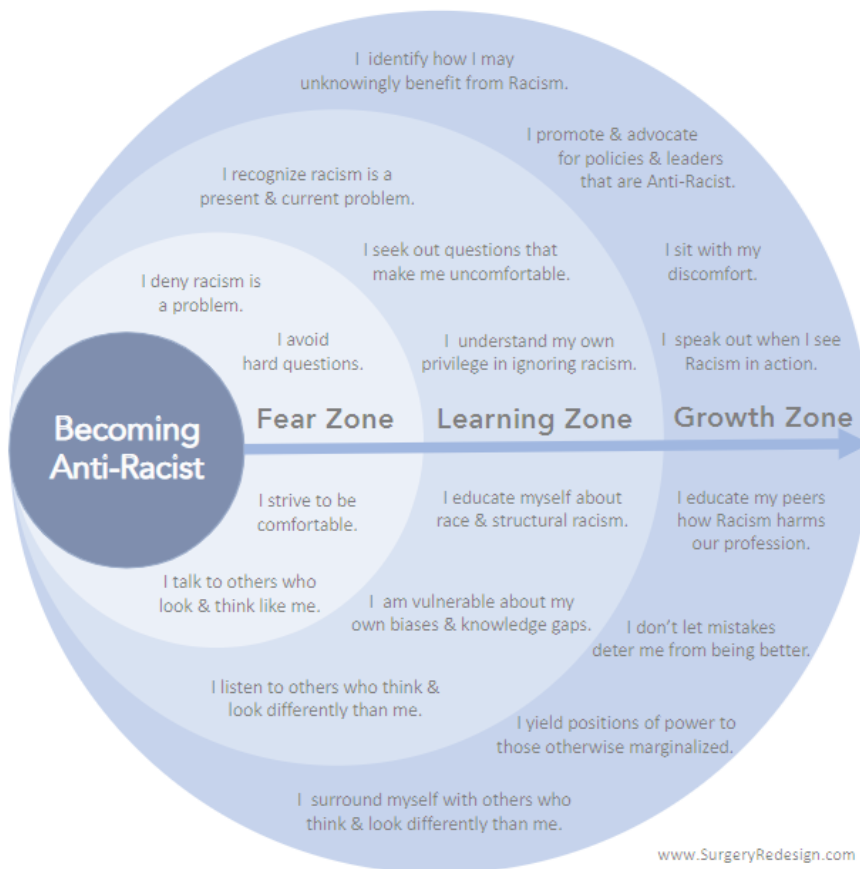 I identify how I may
unknowingly benefit from Racism.
I promote & advocate
for policies & leaders
that are Anti-Racist.
I recognize racism is a
present & current problem.
I seek out questions that
make me uncomfortable.
I sit with my
discomfort.
I deny racism is
a problem.
I avoid
hard questions.
I understand my own
privilege in ignoring racism.
I speak out when I see
Racism in action.
Becoming
Anti-Racist
Fear Zone
Learning Zone
Growth Zone
I strive to be
comfortable.
I educate myself about
race & structural racism.
I educate my peers
how Racism harms
our profession.
I talk to others who
look & think like me.
I am vulnerable about my
own biases & knowledge gaps.
I don't let mistakes
deter me from being better.
I listen to others who think &
look differently than me.
I yield positions of power to
those otherwise marginalized.
I surround myself with others who
think & look differently than me.
www.SurgeryRedesign.com